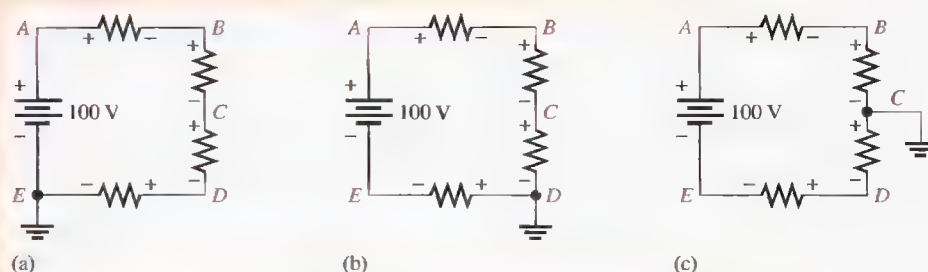 A B
+ -
+
-
+ 100 V C
- +
-
E - + D
(a)
A B
+ -
+
-
+ 100 V C
- +
-
E - + D
(b)
A B
+ -
+
-
+ 100 V C
- +
-
E - + D
(c)